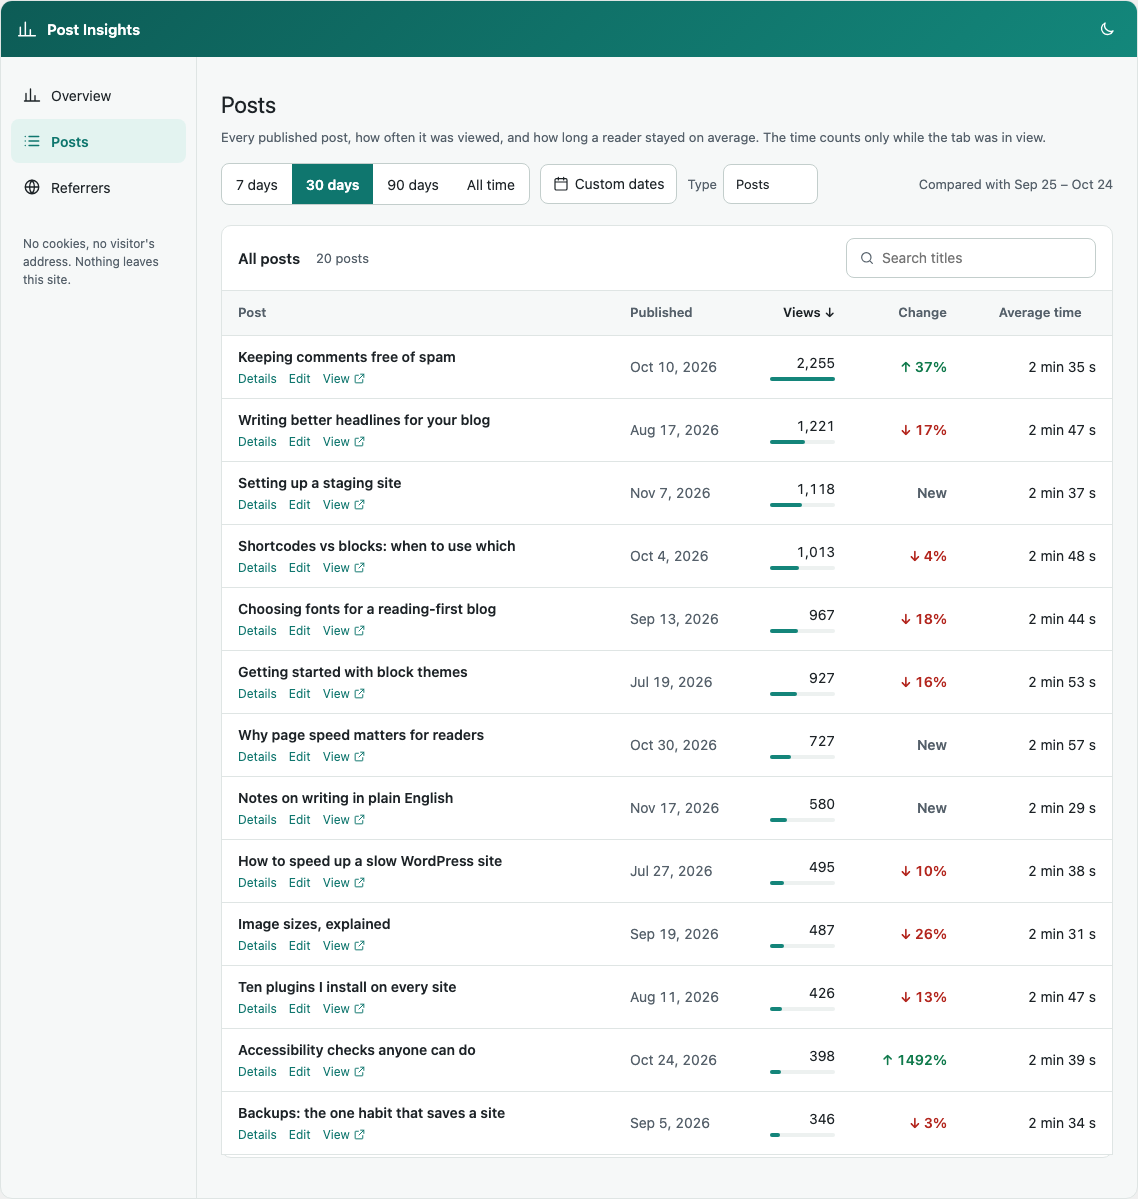 Post Insights
Overview
Posts
Referrers
No cookies, no visitor's
address. Nothing leaves
this site.
Posts
Every published post, how often it was viewed, and how long a reader stayed on average. The time counts only while the tab was in view.
7 days 30 days 90 days All time Custom dates Type Posts Compared with Sep 25 – Oct 24
All posts 20 posts Search titles
Post Published Views ↓ Change Average time
Keeping comments free of spam
Details Edit View
Oct 10, 2026 2,255 ↑ 37% 2 min 35 s
Writing better headlines for your blog
Details Edit View
Aug 17, 2026 1,221 ↓ 17% 2 min 47 s
Setting up a staging site
Details Edit View
Nov 7, 2026 1,118 New 2 min 37 s
Shortcodes vs blocks: when to use which
Details Edit View
Oct 4, 2026 1,013 ↓ 4% 2 min 48 s
Choosing fonts for a reading-first blog
Details Edit View
Sep 13, 2026 967 ↓ 18% 2 min 44 s
Getting started with block themes
Details Edit View
Jul 19, 2026 927 ↓ 16% 2 min 53 s
Why page speed matters for readers
Details Edit View
Oct 30, 2026 727 New 2 min 57 s
Notes on writing in plain English
Details Edit View
Nov 17, 2026 580 New 2 min 29 s
How to speed up a slow WordPress site
Details Edit View
Jul 27, 2026 495 ↓ 10% 2 min 38 s
Image sizes, explained
Details Edit View
Sep 19, 2026 487 ↓ 26% 2 min 31 s
Ten plugins I install on every site
Details Edit View
Aug 11, 2026 426 ↓ 13% 2 min 47 s
Accessibility checks anyone can do
Details Edit View
Oct 24, 2026 398 ↑ 1492% 2 min 39 s
Backups: the one habit that saves a site
Details Edit View
Sep 5, 2026 346 ↓ 3% 2 min 34 s